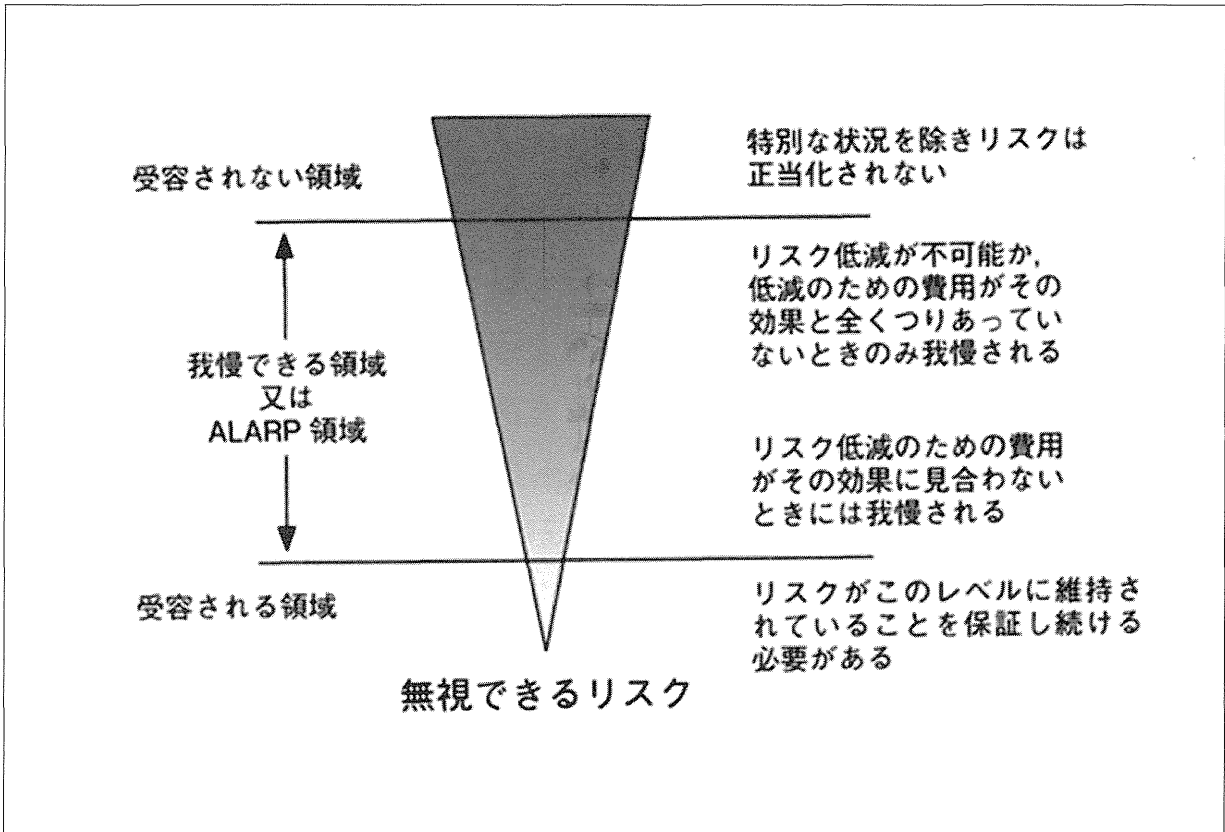 受容されない領域
特別な状況を除きリスクは
正当化されない
我慢できる領域
又は
ALARP 領域
リスク低減が不可能か,
低減のための費用がその
効果と全くつりあってい
ないときのみ我慢される
リスク低減のための費用
がその効果に見合わない
ときには我慢される
受容される領域
リスクがこのレベルに維持さ
れていることを保証し続ける
必要がある
無視できるリスク